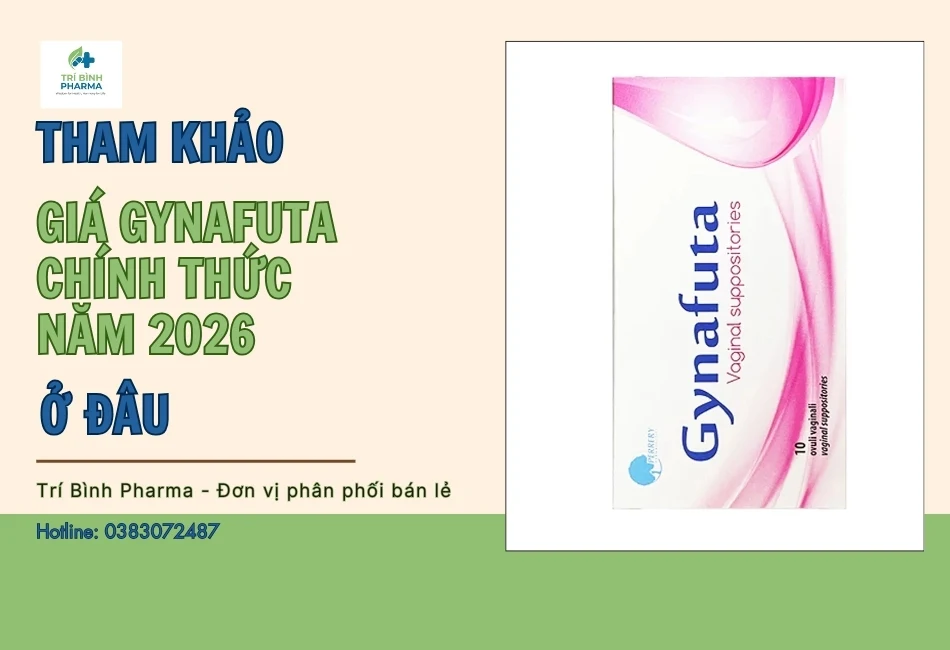 TRÍ BÌNH
PHARMA
THAM KHẢO
GIÁ GYNAFUTA
CHÍNH THỨC
NĂM 2026
Ở ĐÂU
Trí Bình Pharma - Đơn vị phân phối bán lẻ
Hotline: 0383072487
Gynafuta
Vaginal suppositories
10
ovuli vaginali
vaginal suppositories
PERRERY